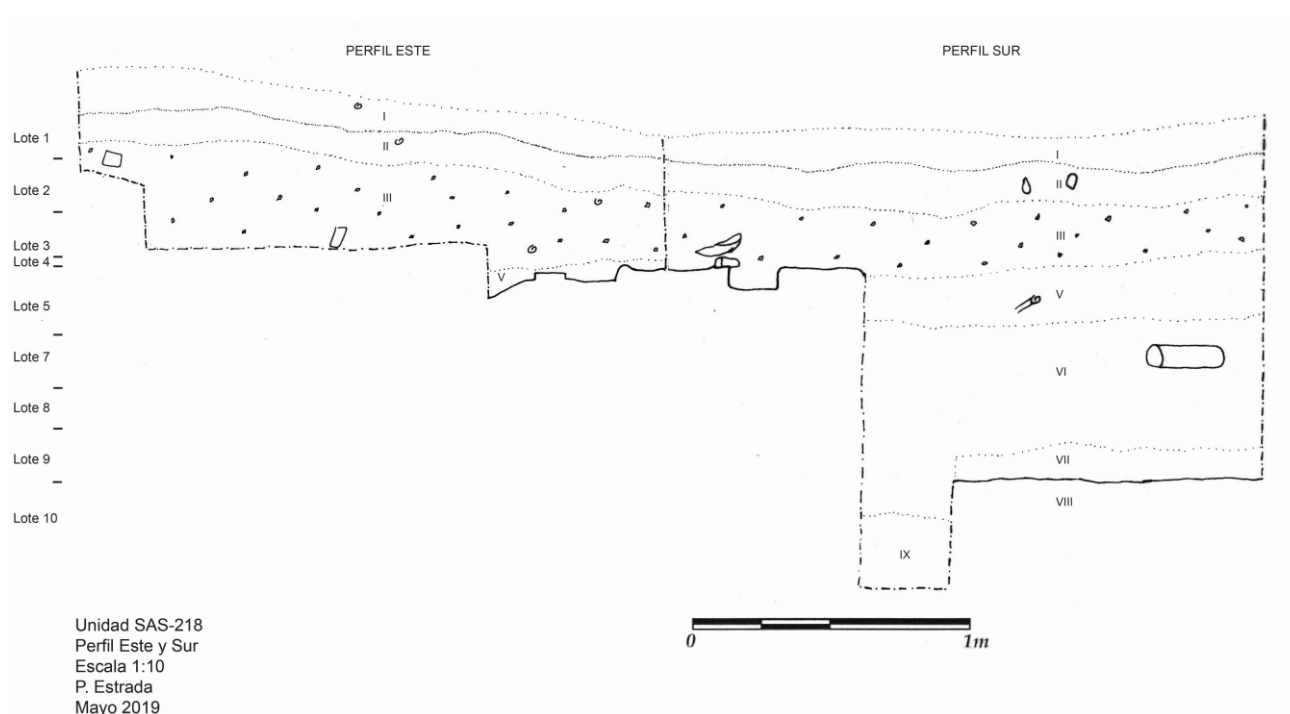 PERFIL ESTE
PERFIL SUR
Lote 1
Lote 2
Lote 3
Lote 4
Lote 5
Lote 7
Lote 8
Lote 9
Lote 10
I
II
III
V
I
II
III
V
VI
VII
VIII
IX
Unidad SAS-218
Perfil Este y Sur
Escala 1:10
P. Estrada
Mayo 2019
0 1m